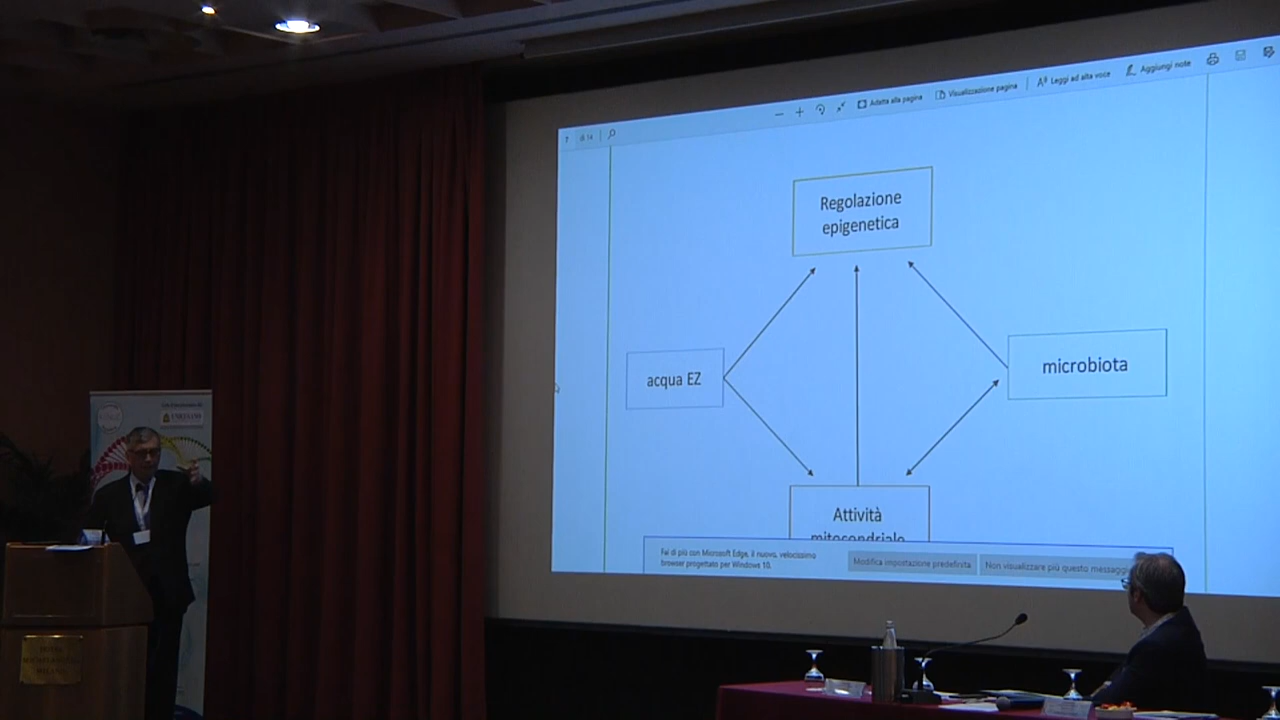 Adatta alla pagina
Visualizzazione pagina
Leggi ad alta voce
Aggiungi note
Regolazione
epigenetica
acqua EZ
microbiota
Attività
mitocondriale
Fai di più con Microsoft Edge, il nuovo, velocissimo
browser progettato per Windows 10.
Modifica impostazione predefinita
Non visualizzare più questo messaggio